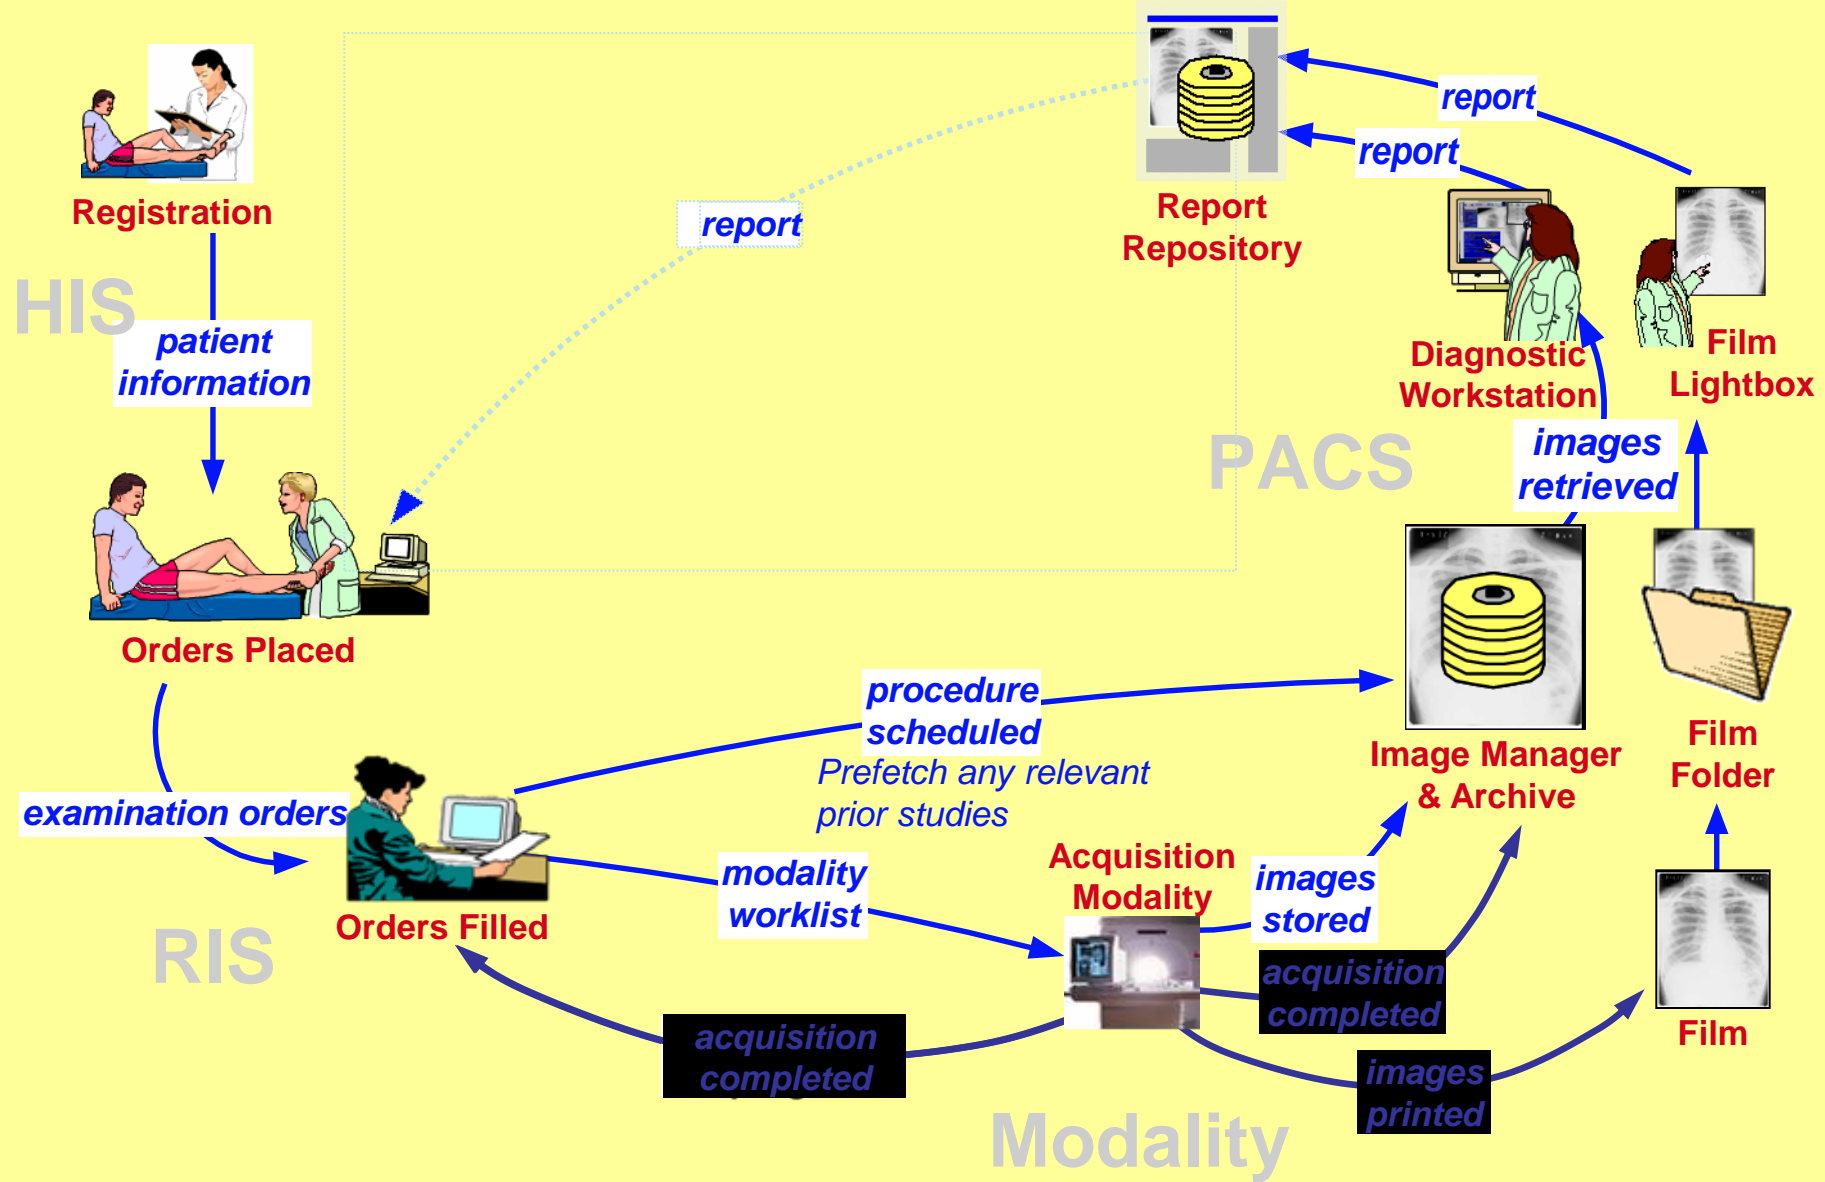 Registration
HIS
patient
information
Orders Placed
examination orders
Orders Filled
RIS
report
Report
Repository
report
report
Diagnostic
Workstation
Film
Lightbox
PACS
images
retrieved
procedure
scheduled
Prefetch any relevant
prior studies
Image Manager
& Archive
Film
Folder
modality
worklist
Acquisition
Modality
images
stored
acquisition
completed
acquisition
completed
images
printed
Film
Modality